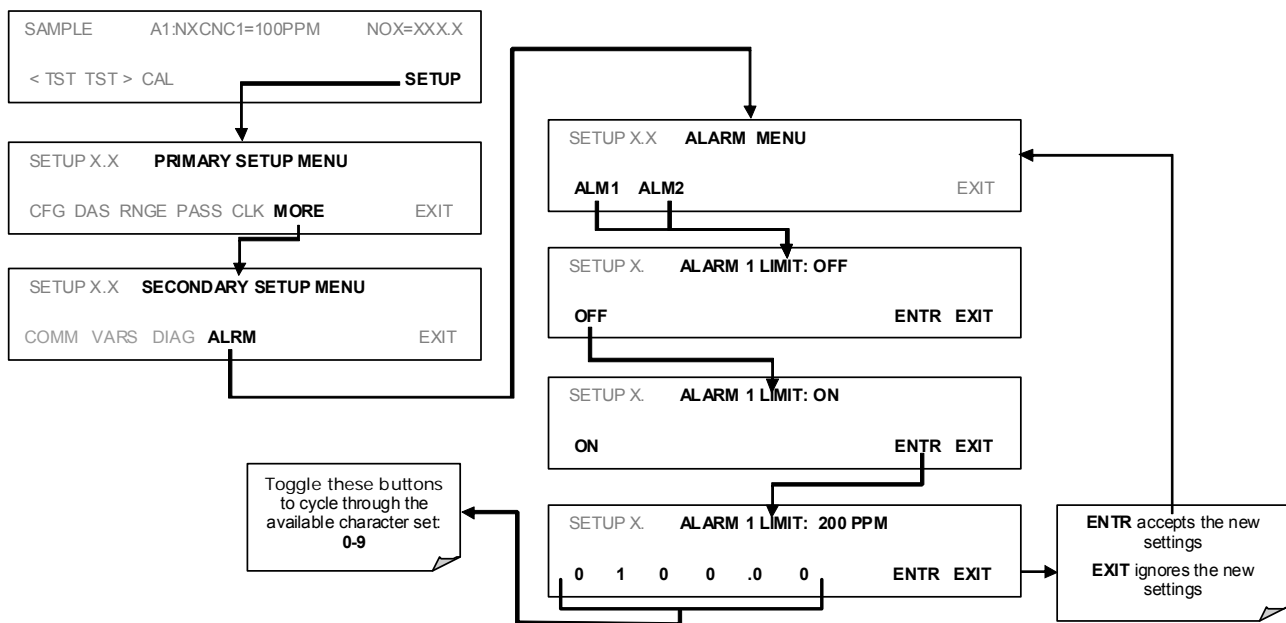 SAMPLE A1:NXCNC1=100PPM NOX=XXX.X
< TST TST > CAL SETUP
SETUP X.X PRIMARY SETUP MENU
CFG DAS RNGE PASS CLK MORE EXIT
SETUP X.X SECONDARY SETUP MENU
COMM VARS DIAG ALRM EXIT
SETUP X.X ALARM MENU
ALM1 ALM2 EXIT
SETUP X. ALARM 1 LIMIT: OFF
OFF ENTR EXIT
SETUP X. ALARM 1 LIMIT: ON
ON ENTR EXIT
SETUP X. ALARM 1 LIMIT: 200 PPM
0 1 0 0 .0 0 ENTR EXIT
Toggle these buttons
to cycle through the
available character set:
0-9
ENTR accepts the new
settings
EXIT ignores the new
settings